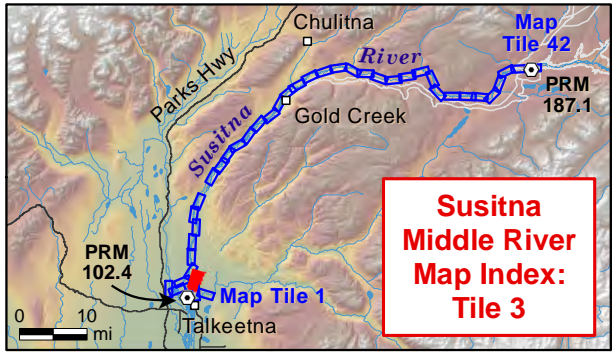 Chulitna
Map
Tile 42
River
Parks Hwy
PRM
187.1
Gold Creek
Susitna
Susitna
Middle River
Map Index:
Tile 3
PRM
102.4
Map Tile 1
0 10
mi
Talkeetna